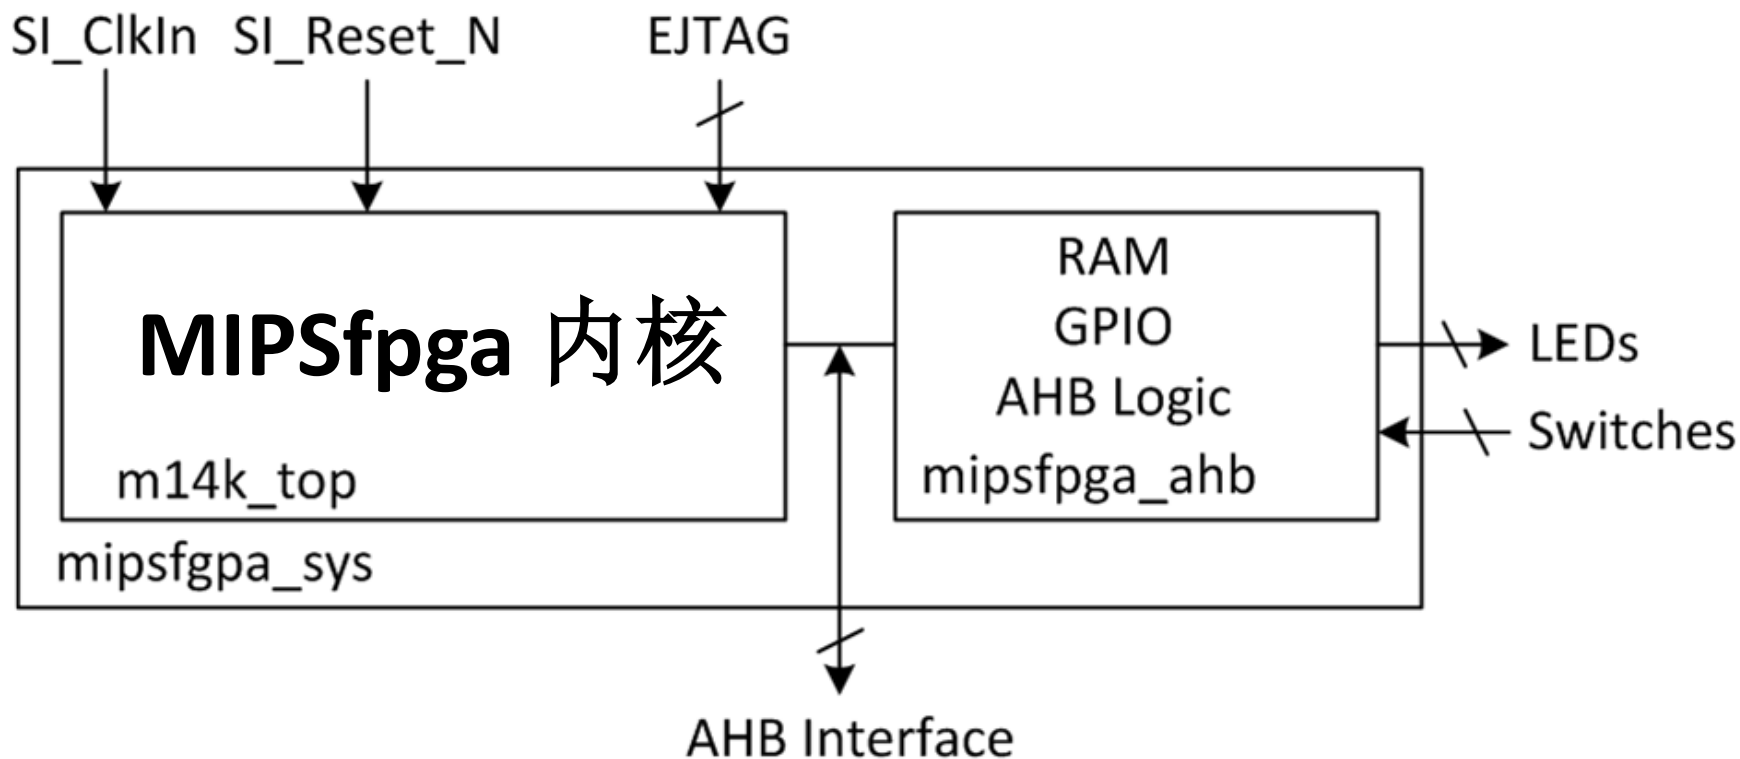 SI_ClkIn SI_Reset_N EJTAG
MIPSfpga 内核
m14k_top
mipsfgpa_sys
RAM
GPIO
AHB Logic
mipsfpga_ahb
LEDs
Switches
AHB Interface